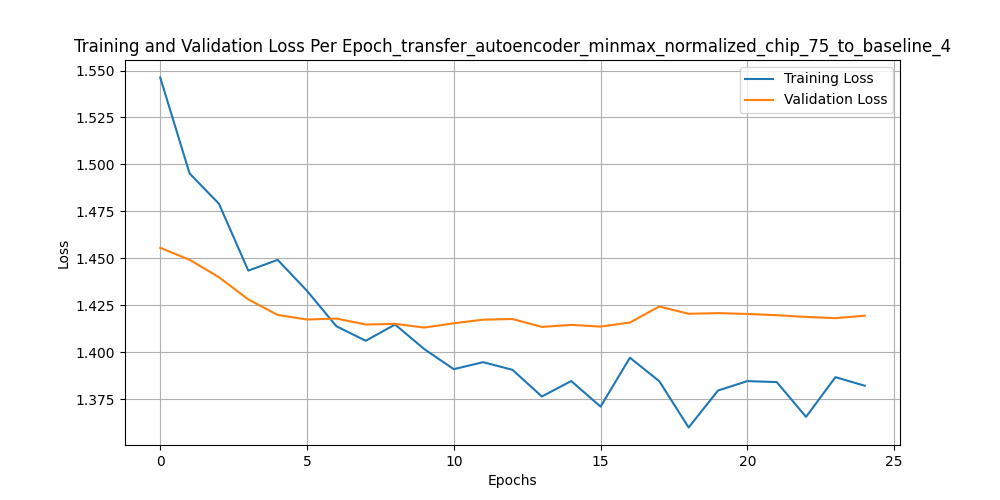 Training and Validation Loss Per Epoch_transfer_autoencoder_minmax_normalized_chip_75_to_baseline_4
Training Loss
Validation Loss
1.550
1.525
1.500
1.475
1.450
1.425
1.400
1.375
Loss
0 5 10 15 20 25
Epochs